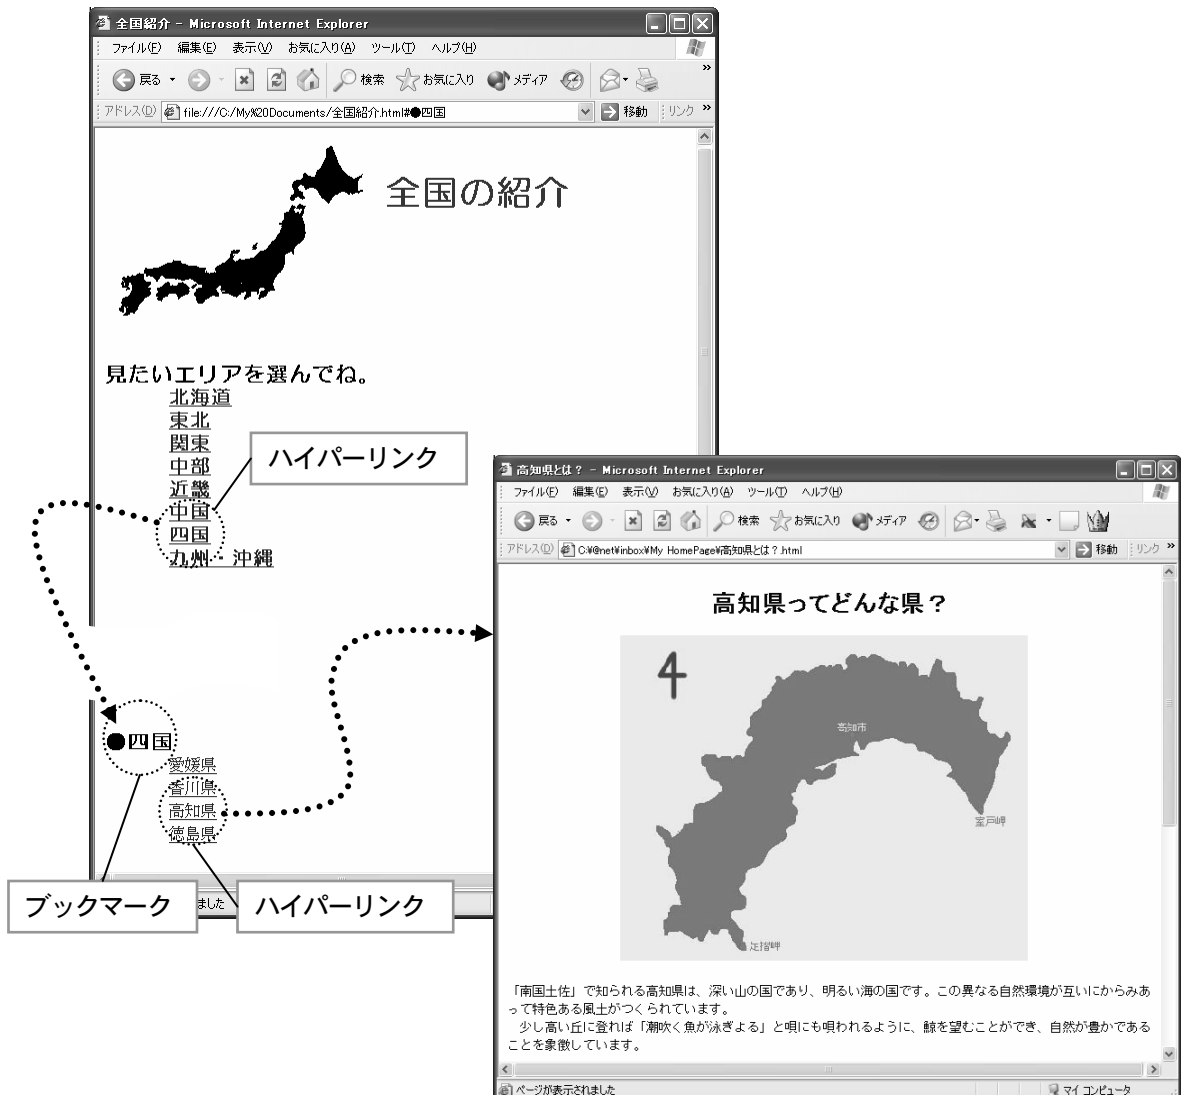 全国紹介 - Microsoft Internet Explorer
ファイル(F) 編集(E) 表示(V) お気に入り(A) ツール(T) ヘルプ(H)
戻る 検索 お気に入り メディア »
アドレス(D) file:///C:/My%20Documents/全国紹介.html#●四国 移動 リンク »
全国の紹介
見たいエリアを選んでね。
北海道
東北
関東
中部
近畿
中国
四国
九州・沖縄
ハイパーリンク
●四国
愛媛県
香川県
高知県
徳島県
ブックマーク
ました
ハイパーリンク
高知県とは？ - Microsoft Internet Explorer
ファイル(F) 編集(E) 表示(V) お気に入り(A) ツール(T) ヘルプ(H)
戻る 検索 お気に入り メディア
アドレス(D) C:¥@net¥inbox¥My HomePage¥高知県とは？.html 移動 リンク »
高知県ってどんな県？
4
高知市
室戸岬
足摺岬
「南国土佐」で知られる高知県は、深い山の国であり、明るい海の国です。この異なる自然環境が互いにからみあ
って特色ある風土がつくられています。
少し高い丘に登れば「潮吹く魚が泳ぎよる」と唄にも唄われるように、鯨を望むことができ、自然が豊かである
ことを象徴しています。
ページが表示されました マイ コンピュータ